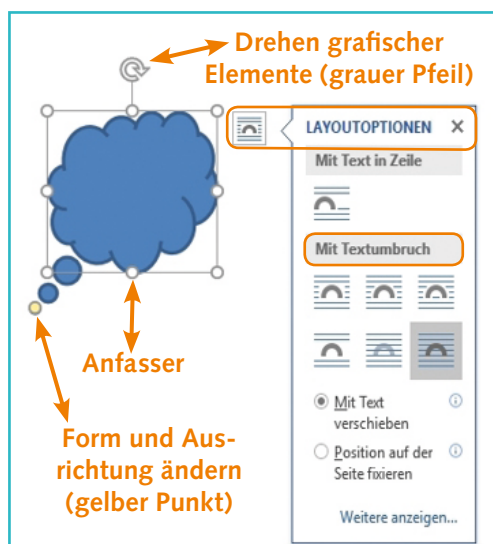 Drehen grafischer
Elemente (grauer Pfeil)
LAYOUTOPTIONEN ×
Mit Text in Zeile
Mit Textumbruch
Mit Text
verschieben
Position auf der
Seite fixieren
Weitere anzeigen...
Anfasser
Form und Aus-
richtung ändern
(gelber Punkt)